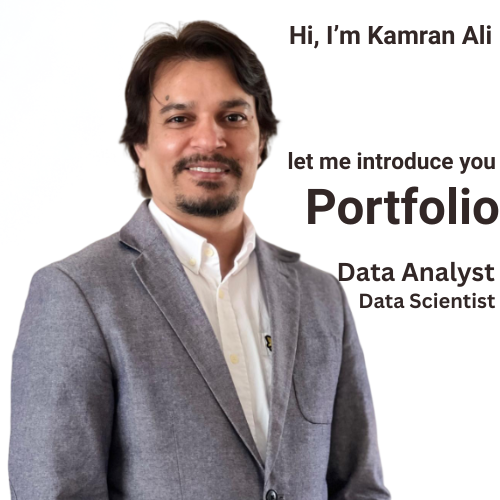 Hi, I’m Kamran Ali
let me introduce you
Portfolio
Data Analyst
Data Scientist